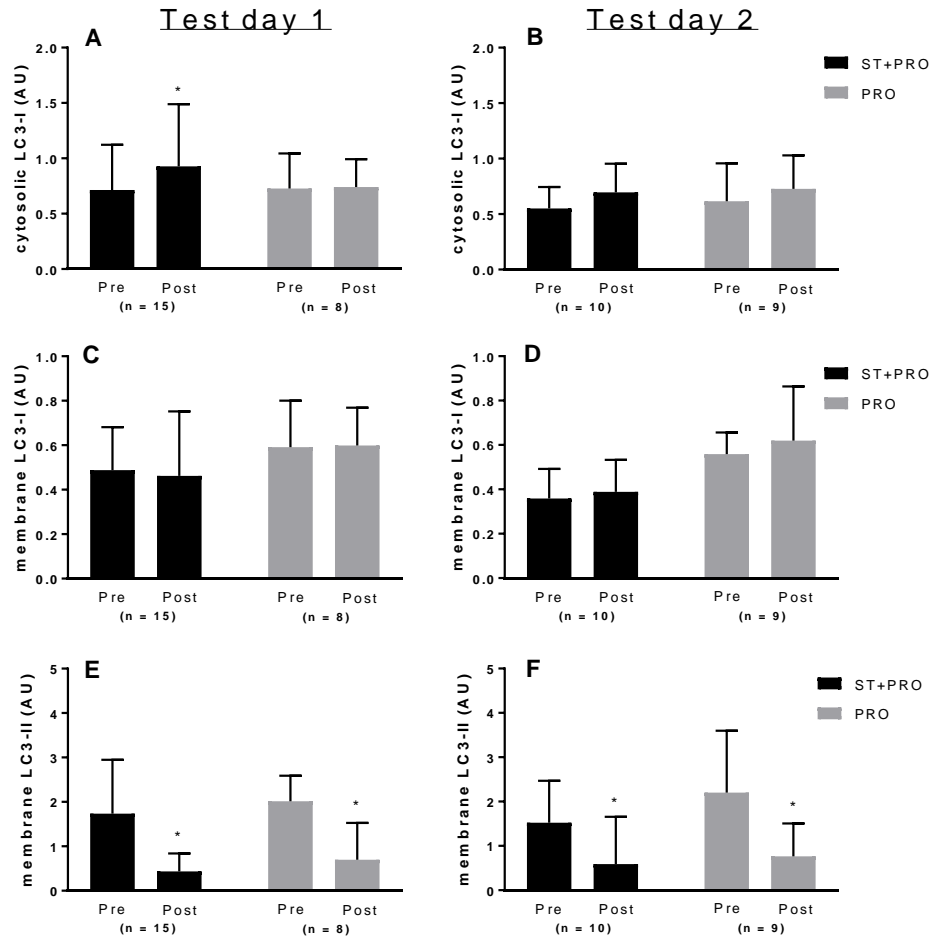 Test day 1
Test day 2
A
cytosolic LC3-I (AU)
2.0
1.5
1.0
0.5
0.0
*
Pre
Post
Pre
Post
(n = 15)
(n = 8)
B
cytosolic LC3-I (AU)
2.0
1.5
1.0
0.5
0.0
Pre
Post
Pre
Post
(n = 10)
(n = 9)
ST+PRO
PRO
C
membrane LC3-I (AU)
1.0
0.8
0.6
0.4
0.2
0.0
Pre
Post
Pre
Post
(n = 15)
(n = 8)
D
membrane LC3-I (AU)
1.0
0.8
0.6
0.4
0.2
0.0
Pre
Post
Pre
Post
(n = 10)
(n = 9)
ST+PRO
PRO
E
membrane LC3-II (AU)
5
4
3
2
1
0
*
*
Pre
Post
Pre
Post
(n = 15)
(n = 8)
F
membrane LC3-II (AU)
5
4
3
2
1
0
*
*
Pre
Post
Pre
Post
(n = 10)
(n = 9)
ST+PRO
PRO